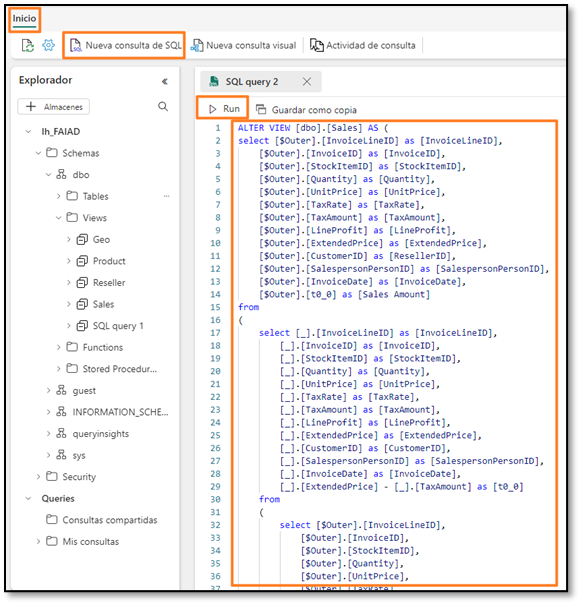 Inicio
Nueva consulta de SQL
Nueva consulta visual
Actividad de consulta
Explorador
«
+ Almacenes
lh_FAIAD
Schemas
dbo
Tables
...
Views
Geo
Product
Reseller
Sales
SQL query 1
Functions
Stored Procedur...
guest
INFORMATION_SCHE...
queryinsights
sys
Security
Queries
Consultas compartidas
Mis consultas
SQL query 2
Run
Guardar como copia
1 ALTER VIEW [dbo].[Sales] AS (
2 select [$Outer].[InvoiceLineID] as [InvoiceLineID],
3 [$Outer].[InvoiceID] as [InvoiceID],
4 [$Outer].[StockItemID] as [StockItemID],
5 [$Outer].[Quantity] as [Quantity],
6 [$Outer].[UnitPrice] as [UnitPrice],
7 [$Outer].[TaxRate] as [TaxRate],
8 [$Outer].[TaxAmount] as [TaxAmount],
9 [$Outer].[LineProfit] as [LineProfit],
10 [$Outer].[ExtendedPrice] as [ExtendedPrice],
11 [$Outer].[CustomerID] as [ResellerID],
12 [$Outer].[SalespersonPersonID] as [SalespersonPersonID],
13 [$Outer].[InvoiceDate] as [InvoiceDate],
14 [$Outer].[t0_0] as [Sales Amount]
15 from
16 (
17 select [_].[InvoiceLineID] as [InvoiceLineID],
18 [_].[InvoiceID] as [InvoiceID],
19 [_].[StockItemID] as [StockItemID],
20 [_].[Quantity] as [Quantity],
21 [_].[UnitPrice] as [UnitPrice],
22 [_].[TaxRate] as [TaxRate],
23 [_].[TaxAmount] as [TaxAmount],
24 [_].[LineProfit] as [LineProfit],
25 [_].[ExtendedPrice] as [ExtendedPrice],
26 [_].[CustomerID] as [CustomerID],
27 [_].[SalespersonPersonID] as [SalespersonPersonID],
28 [_].[InvoiceDate] as [InvoiceDate],
29 [_].[ExtendedPrice] - [_].[TaxAmount] as [t0_0]
30 from
31 (
32 select [$Outer].[InvoiceLineID],
33 [$Outer].[InvoiceID],
34 [$Outer].[StockItemID],
35 [$Outer].[Quantity],
36 [$Outer].[UnitPrice],
37 [$Outer].[TaxRate]